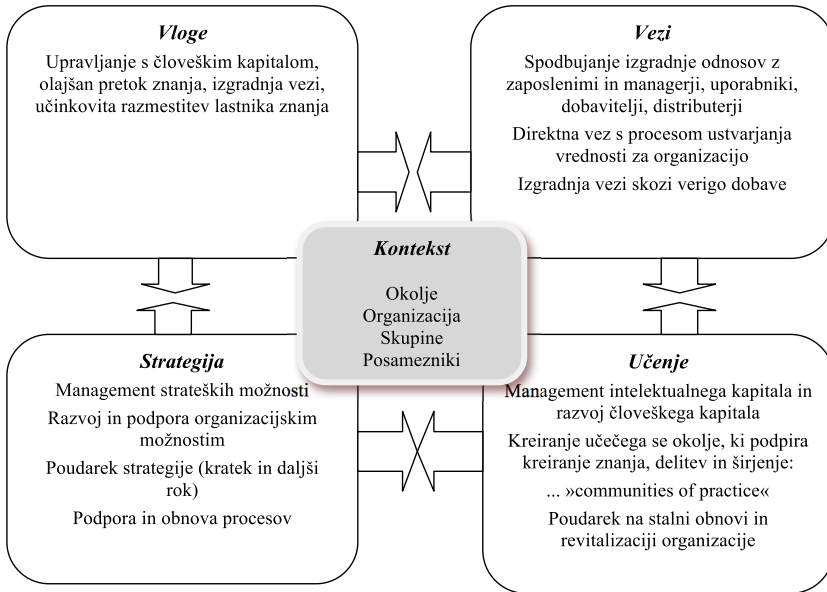 Vloge
Upravljanje s človeškim kapitalom,
olajšan pretok znanja, izgradnja vezi,
učinkovita razmestitev lastnika znanja
Vezi
Spodbujanje izgradnje odnosov z
zaposlenimi in managerji, uporabniki,
dobavitelji, distributerji
Direktna vez s procesom ustvarjanja
vrednosti za organizacijo
Izgradnja vezi skozi verigo dobave
Kontekst
Okolje
Organizacija
Skupine
Posamezniki
Strategija
Management strateških možnosti
Razvoj in podpora organizacijskim
možnostim
Poudarek strategije (kratek in daljši
rok)
Podpora in obnova procesov
Učenje
Management intelektualnega kapitala in
razvoj človeškega kapitala
Kreiranje učečega se okolje, ki podpira
kreiranje znanja, delitev in širjenje:
... »communities of practice«
Poudarek na stalni obnovi in
revitalizaciji organizacije